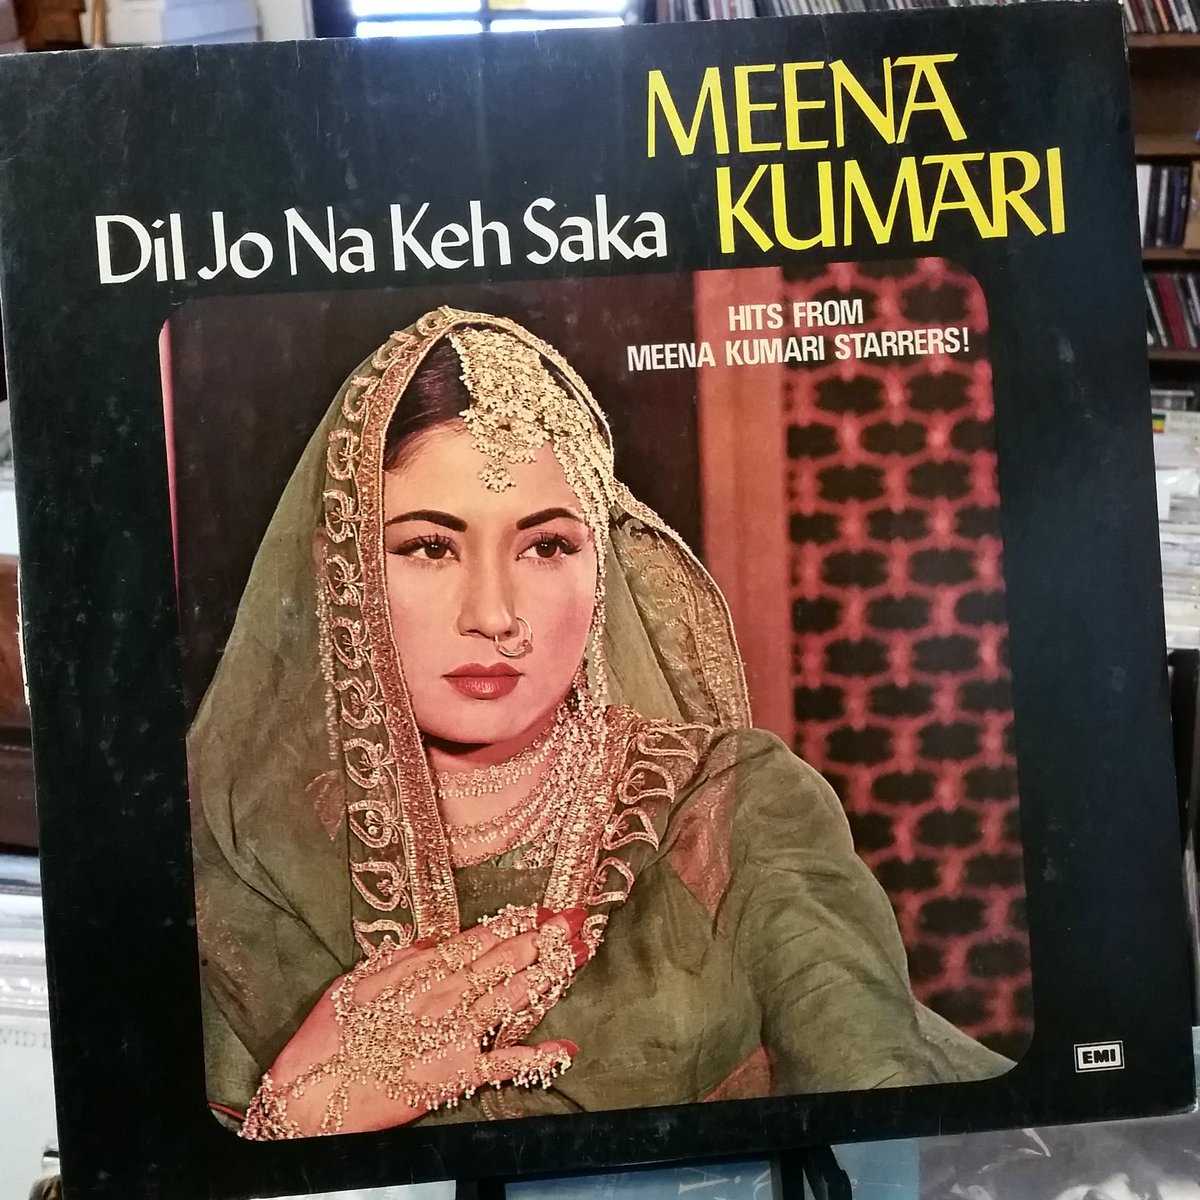 MEENA
KUMARI
Dil Jo Na Keh Saka
HITS FROM
MEENA KUMARI STARRERS!
EMI